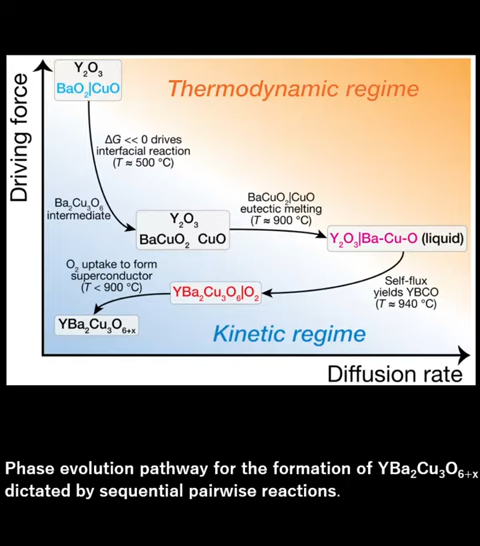 Driving force
Y₂O₃
BaO₂|CuO
Thermodynamic regime
ΔG << 0 drives
interfacial reaction
(T ≈ 500 °C)
Ba₂Cu₃O₆
intermediate
Y₂O₃
BaCuO₂ CuO
BaCuO₂|CuO
eutectic melting
(T ≈ 900 °C)
Y₂O₃|Ba-Cu-O (liquid)
Self-flux
yields YBCO
(T ≈ 940 °C)
YBa₂Cu₃O₆|O₂
O₂ uptake to form
superconductor
(T < 900 °C)
YBa₂Cu₃O₆₊ₓ
Kinetic regime
Diffusion rate
Phase evolution pathway for the formation of YBa₂Cu₃O₆₊ₓ
dictated by sequential pairwise reactions.